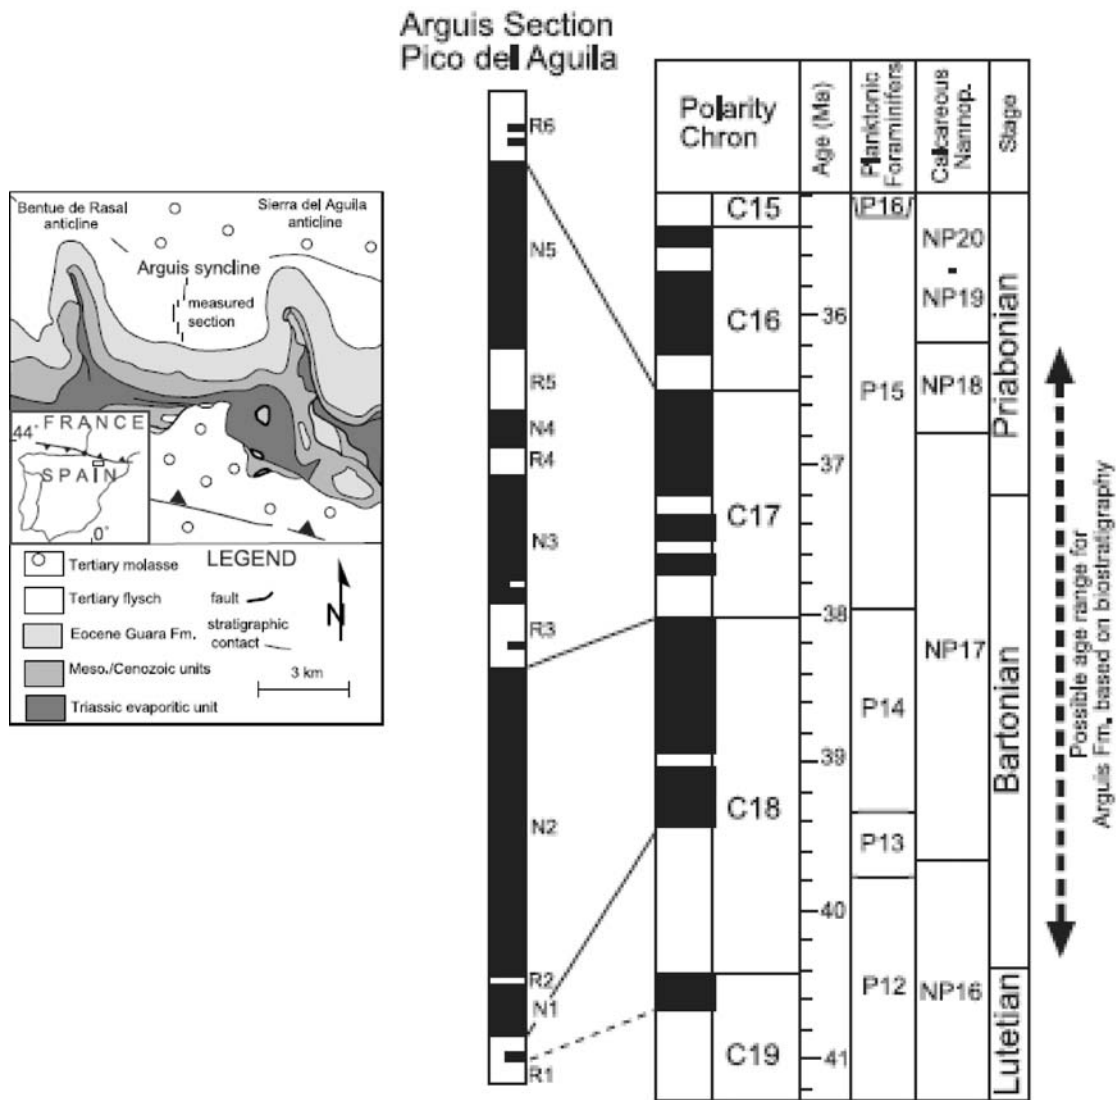 Arguis Section
Pico del Aguila
Bentue de Rasal
anticline
Sierra del Aguila
anticline
Arguis syncline
measured
section
FRANCE
44°
SPAIN
0°
LEGEND
Tertiary molasse
Tertiary flysch
Eocene Guara Fm.
Meso./Cenozoic units
Triassic evaporitic unit
fault
stratigraphic
contact
N
3 km
R6
N5
R5
N4
R4
N3
R3
N2
R2
N1
R1
Polarity
Chron
Age (Ma)
Planktonic
Foraminifers
Calcareous
Nannop.
Stage
C15
C16
C17
C18
C19
36
37
38
39
40
41
P16
P15
P14
P13
P12
NP20
-
NP19
NP18
NP17
NP16
Priabonian
Bartonian
Lutetian
Possible age range for
Arguis Fm. based on biostratigraphy